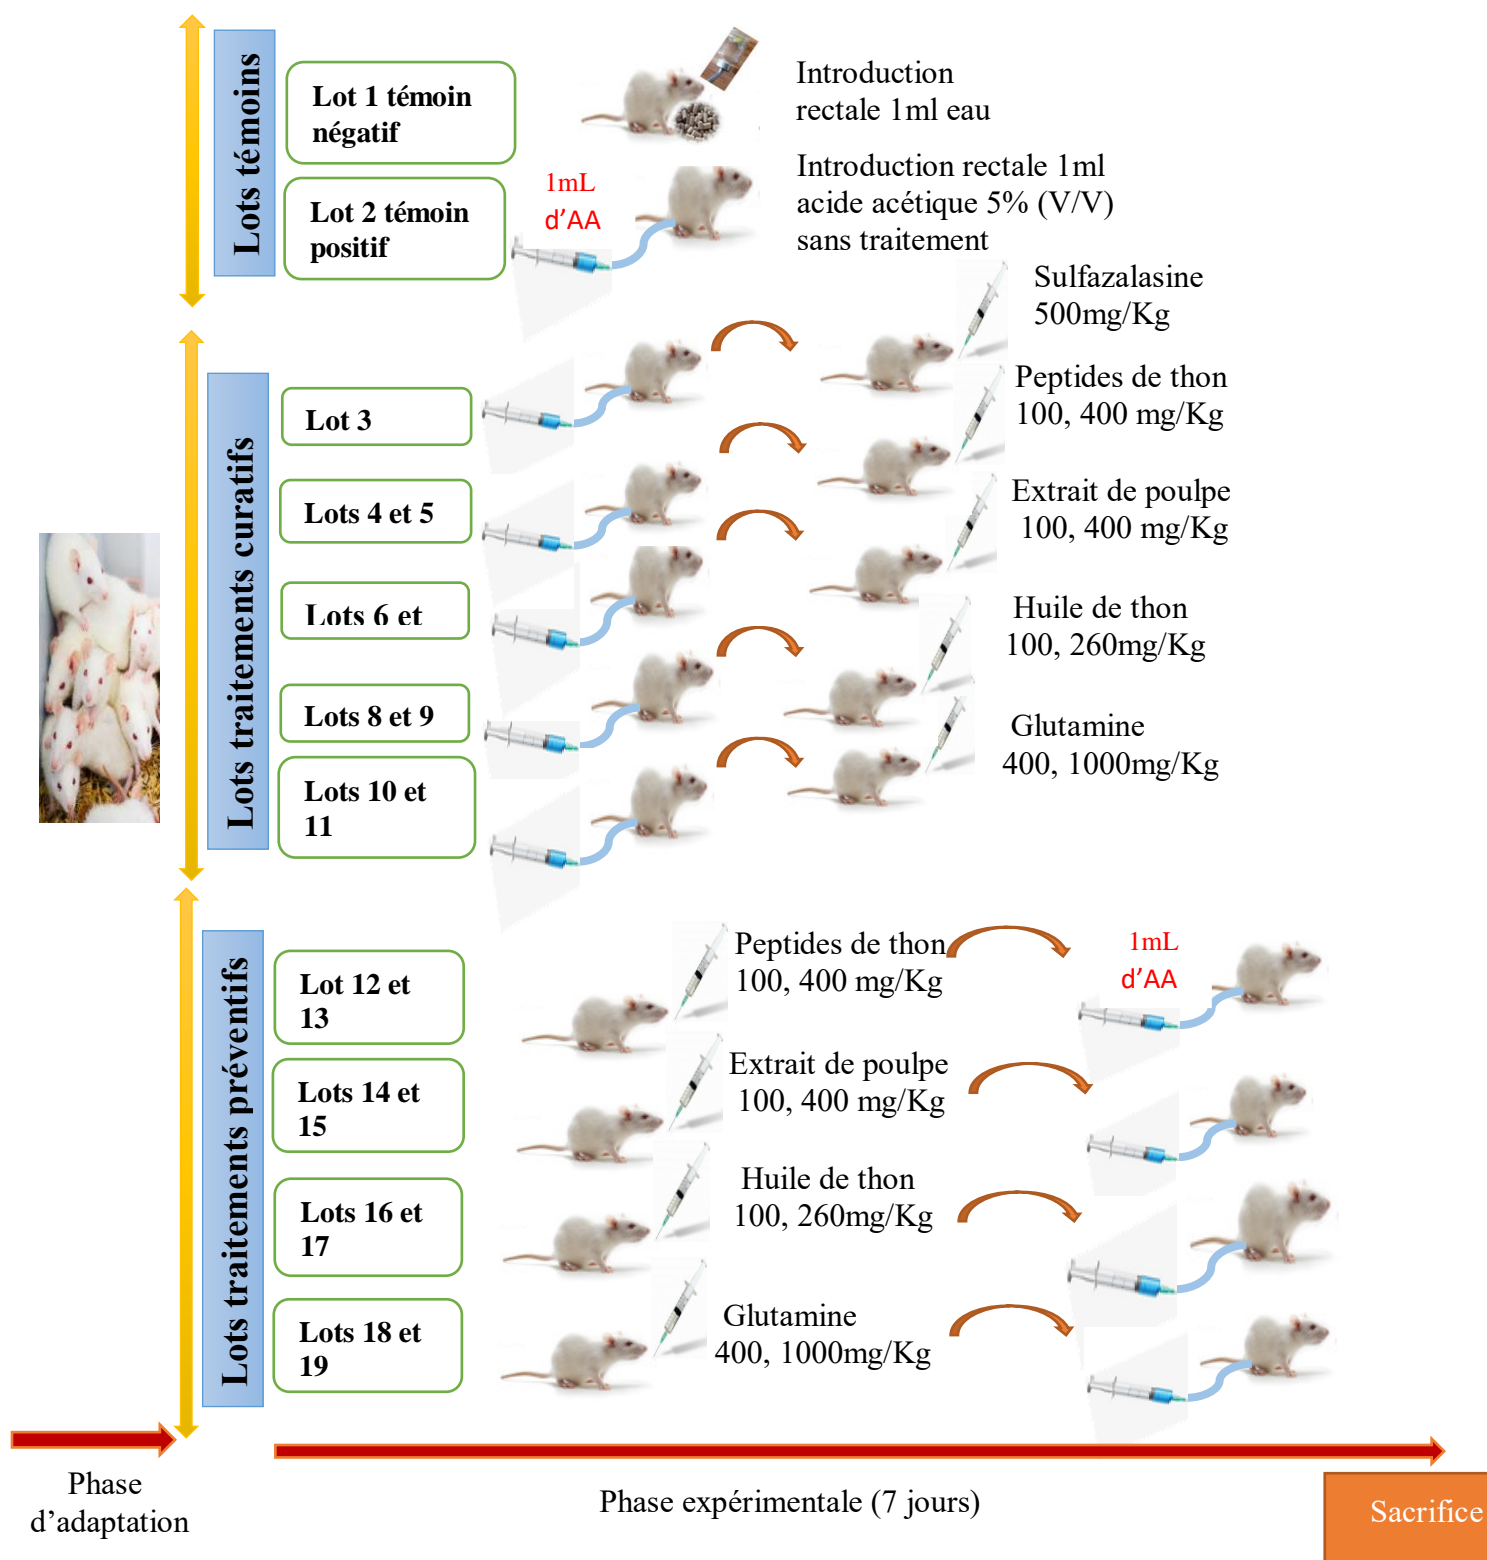 Lots témoins
Lot 1 témoin
négatif
Introduction
rectale 1ml eau
Lot 2 témoin
positif
1mL
d’AA
Introduction rectale 1ml
acide acétique 5% (V/V)
sans traitement
Lots traitements curatifs
Lot 3
Sulfazalasine
500mg/Kg
Lots 4 et 5
Peptides de thon
100, 400 mg/Kg
Lots 6 et
Extrait de poulpe
100, 400 mg/Kg
Lots 8 et 9
Huile de thon
100, 260mg/Kg
Lots 10 et
11
Glutamine
400, 1000mg/Kg
Lots traitements préventifs
Lot 12 et
13
Peptides de thon
100, 400 mg/Kg
1mL
d’AA
Lots 14 et
15
Extrait de poulpe
100, 400 mg/Kg
Lots 16 et
17
Huile de thon
100, 260mg/Kg
Lots 18 et
19
Glutamine
400, 1000mg/Kg
Phase
d’adaptation
Phase expérimentale (7 jours)
Sacrifice